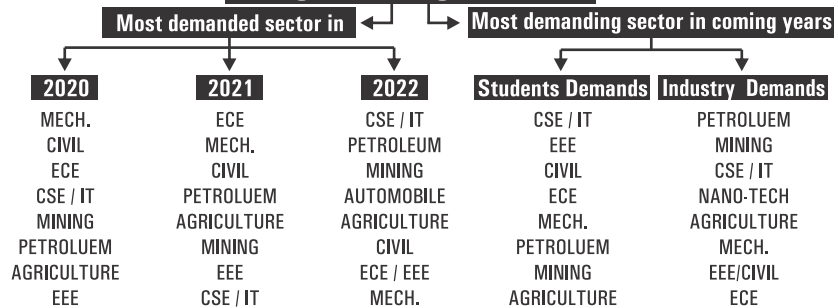 Most demanded sector in
Most demanding sector in coming years
2020 2021 2022 Students Demands Industry Demands
MECH. ECE CSE / IT CSE / IT PETROLUEM
CIVIL MECH. PETROLEUM EEE MINING
ECE CIVIL MINING CIVIL CSE / IT
CSE / IT PETROLUEM AUTOMOBILE ECE NANO-TECH
MINING AGRICULTURE AGRICULTURE MECH. AGRICULTURE
PETROLUEM MINING CIVIL PETROLUEM MECH.
AGRICULTURE EEE ECE / EEE MINING EEE/CIVIL
EEE CSE / IT MECH. AGRICULTURE ECE